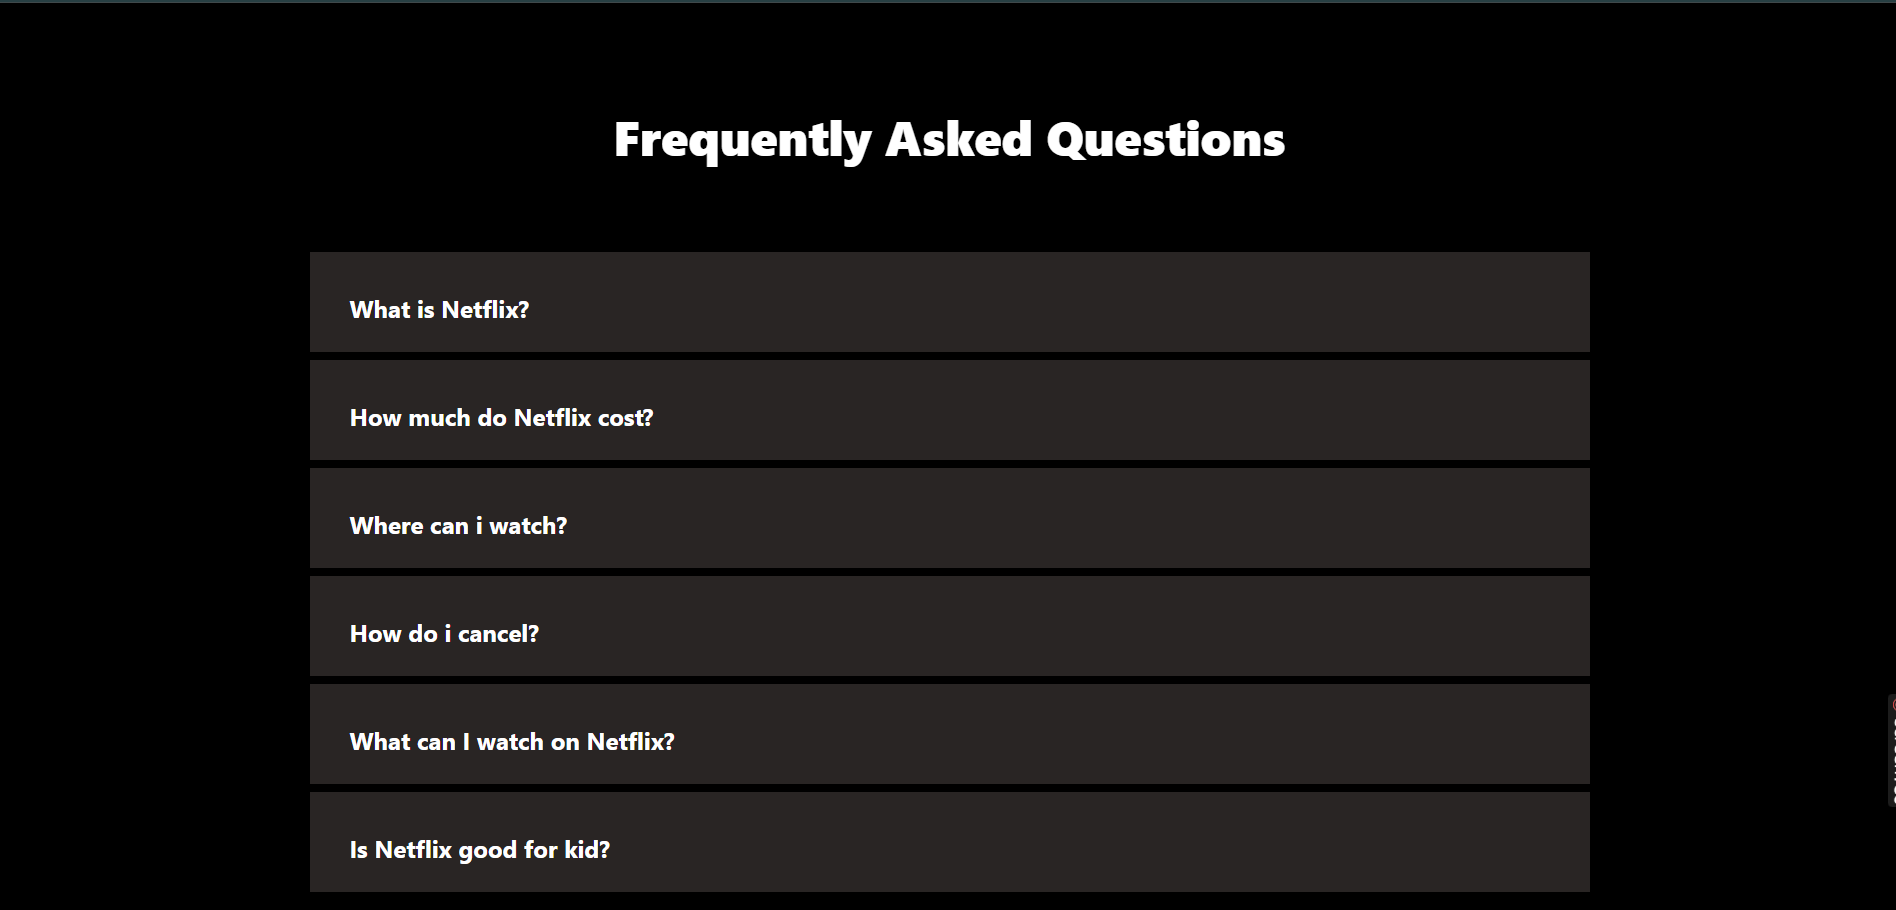 Frequently Asked Questions
What is Netflix?
How much do Netflix cost?
Where can i watch?
How do i cancel?
What can I watch on Netflix?
Is Netflix good for kid?